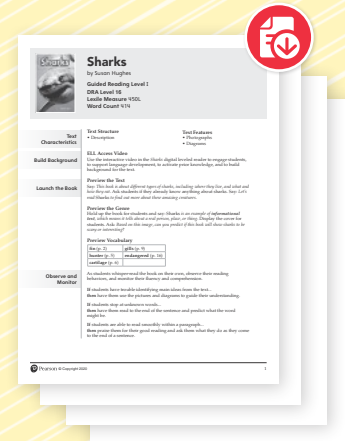 Sharks
Sharks
by Susan Hughes
Guided Reading Level I
DRA Level 16
Lexile Measure 450L
Word Count 414
Text Characteristics
Text Structure
• Description
Text Features
• Photographs
• Diagrams
Build Background
ELL Access Video
Use the interactive video in the Sharks digital leveled reader to engage students,
to support language development, to activate prior knowledge, and to build
background for the text.
Launch the Book
Preview the Text
Say: This book is about different types of sharks, including where they live, and what and
how they eat. Ask students if they already know anything about sharks. Say: Let's
read Sharks to find out more about these amazing creatures.
Preview the Genre
Hold up the book for students and say: Sharks is an example of informational
text, which means it tells about a real person, place, or thing. Display the cover for
students. Ask: Based on this image, can you predict if this book will show sharks to be
scary or interesting?
Preview Vocabulary
fin (p. 2)
gills (p. 9)
hunter (p. 5)
endangered (p. 16)
cartilage (p. 6)
Observe and
Monitor
As students whisper-read the book on their own, observe their reading
behaviors, and monitor their fluency and comprehension.
If students have trouble identifying main ideas from the text...
then have them use the pictures and diagrams to guide their understanding.
If students stop at unknown words...
then have them read to the end of the sentence and predict what the word
might be.
If students are able to read smoothly within a paragraph...
then praise them for their good reading and ask them what they do as they come
to the end of a sentence.
Pearson © Copyright 2020
1